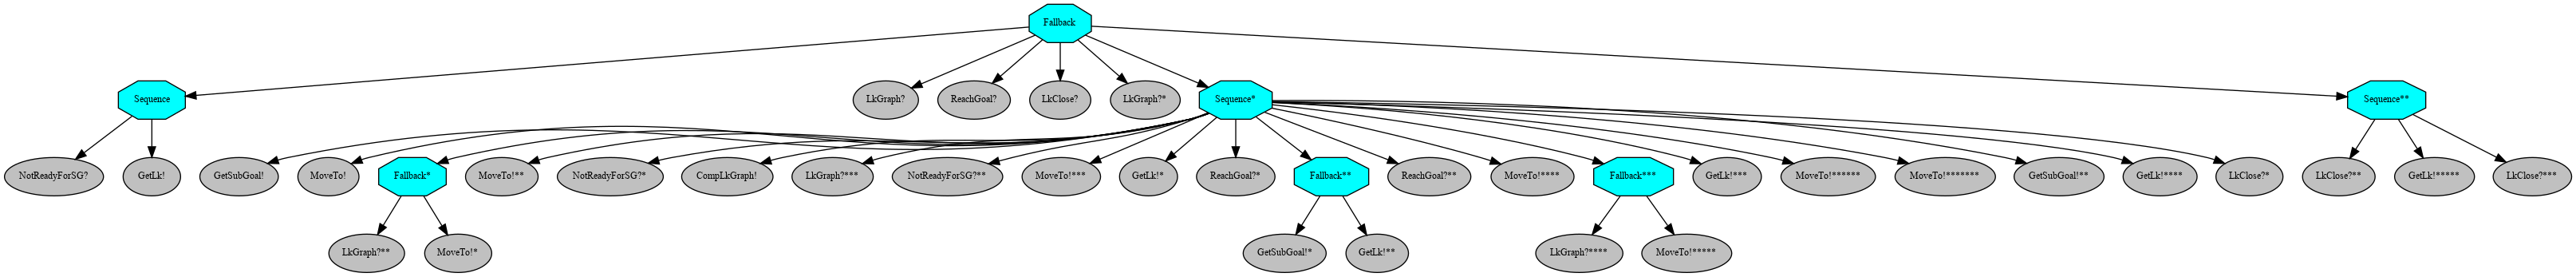 Fallback
Sequence
LkGraph?
ReachGoal?
LkClose?
LkGraph?*
Sequence*
Sequence**
NotReadyForSG?
GetLk!
GetSubGoal!
MoveTo!
Fallback*
MoveTo!**
NotReadyForSG?*
CompLkGraph!
LkGraph?***
NotReadyForSG?**
MoveTo!***
GetLk!*
ReachGoal?*
Fallback**
ReachGoal?**
MoveTo!****
Fallback***
GetLk!***
MoveTo!******
MoveTo!*******
GetSubGoal!**
GetLk!****
LkClose?*
LkClose?**
GetLk!*****
LkClose?***
LkGraph?**
MoveTo!*
GetSubGoal!*
GetLk!**
LkGraph?****
MoveTo!*****